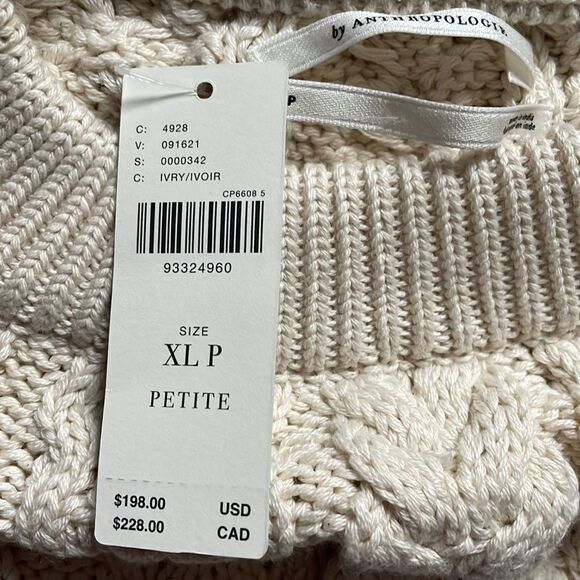 by ANTHROPOLOGIE
P
C: 4928
V: 091621
S: 0000342
C: IVRY/IVOIR
CP6608 5
93324960
SIZE
XL P
PETITE
$198.00 USD
$228.00 CAD